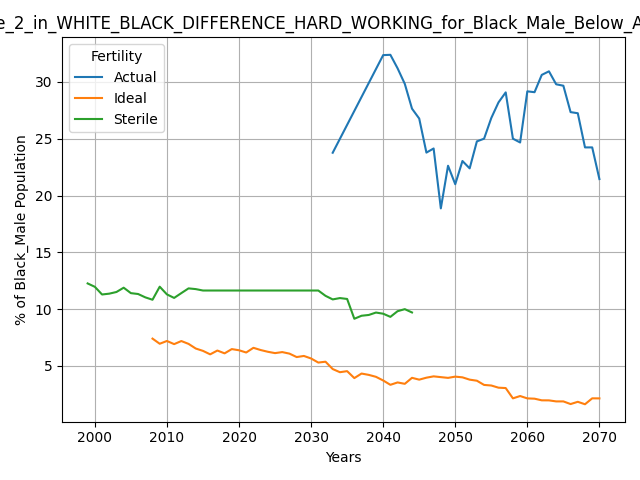 e_2_in_WHITE_BLACK_DIFFERENCE_HARD_WORKING_for_Black_Male_Below_A
Fertility
Actual
Ideal
Sterile
% of Black_Male Population
30
25
20
15
10
5
2000 2010 2020 2030 2040 2050 2060 2070
Years